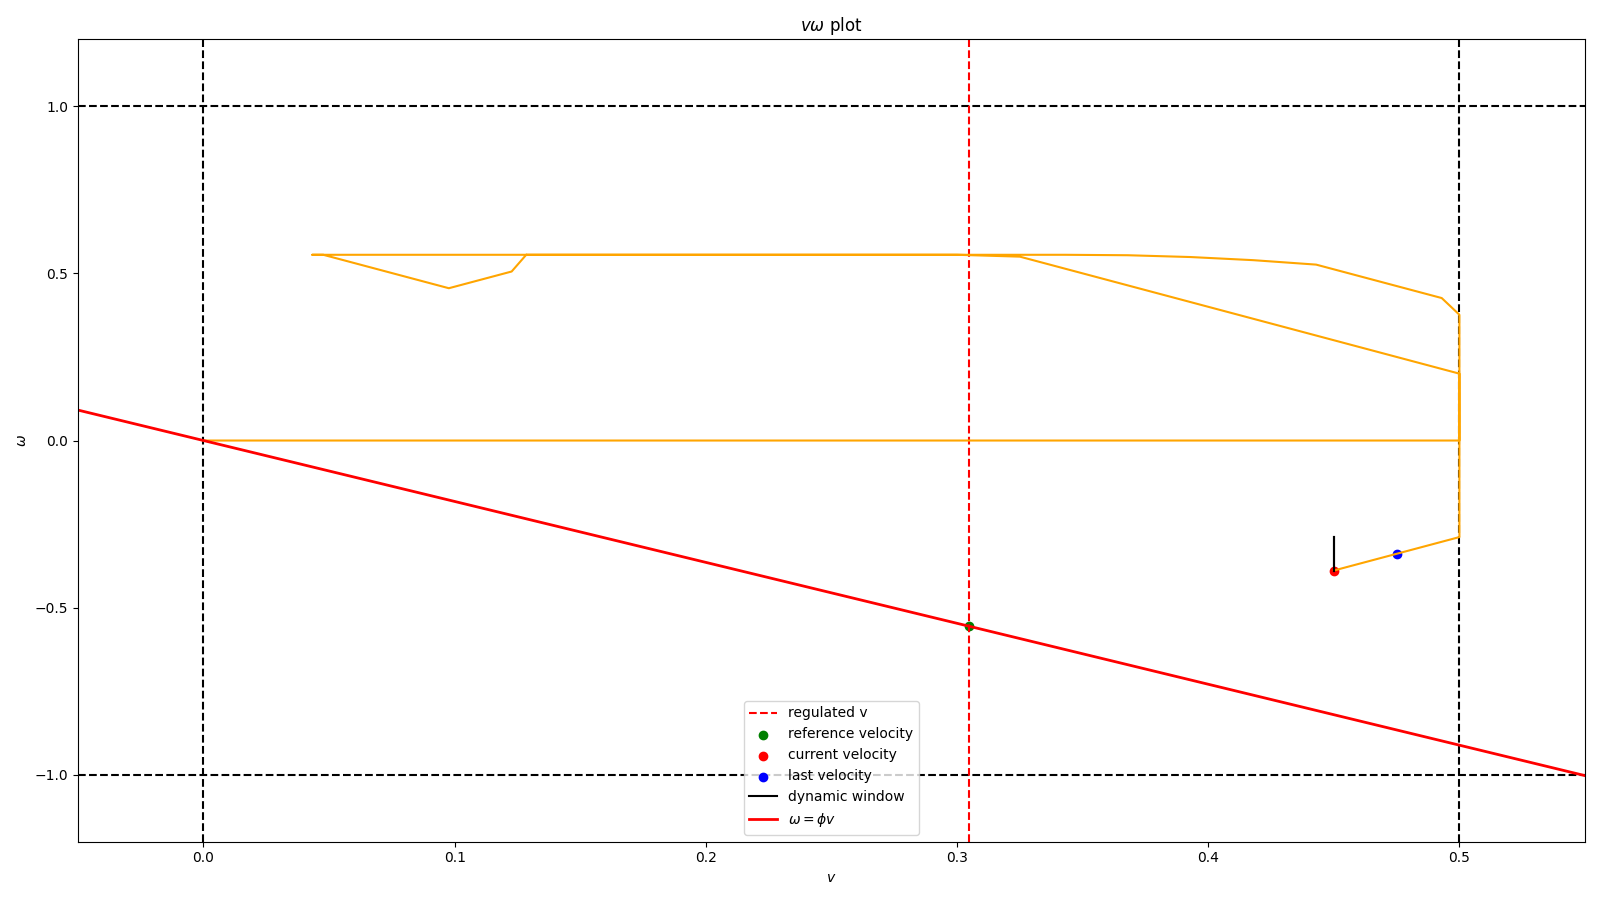 vω plot
1.0
0.5
0.0
−0.5
−1.0
ω
0.0 0.1 0.2 0.3 0.4 0.5
v
regulated v
reference velocity
current velocity
last velocity
dynamic window
ω = ϕv